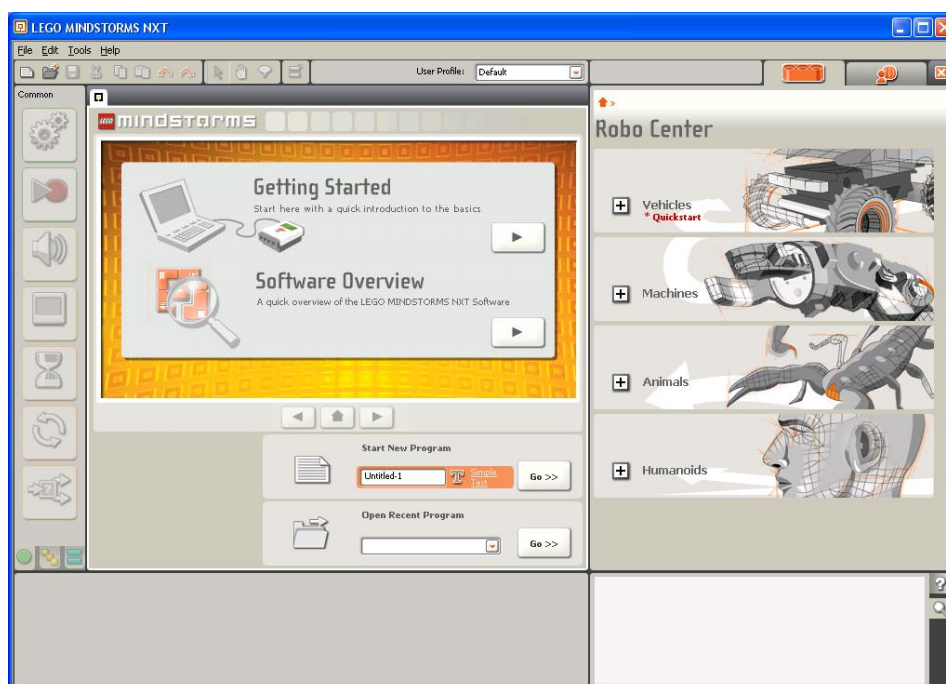 LEGO MINDSTORMS NXT
File Edit Tools Help
User Profile: Default
Common
LEGO mindstorms
Getting Started
Start here with a quick introduction to the basics
Software Overview
A quick overview of the LEGO MINDSTORMS NXT Software
Start New Program
Untitled-1 T Simple Text Go >>
Open Recent Program
Go >>
Robo Center
Vehicles
* Quickstart
Machines
Animals
Humanoids
?